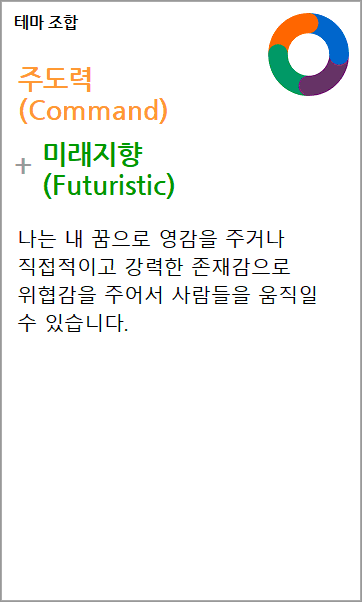 테마 조합
주도력
(Command)
+ 미래지향
(Futuristic)
나는 내 꿈으로 영감을 주거나
직접적이고 강력한 존재감으로
위협감을 주어서 사람들을 움직일
수 있습니다.